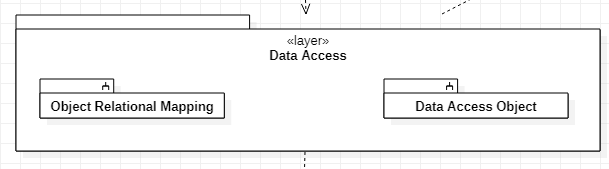 «layer»
Data Access
Object Relational Mapping
Data Access Object